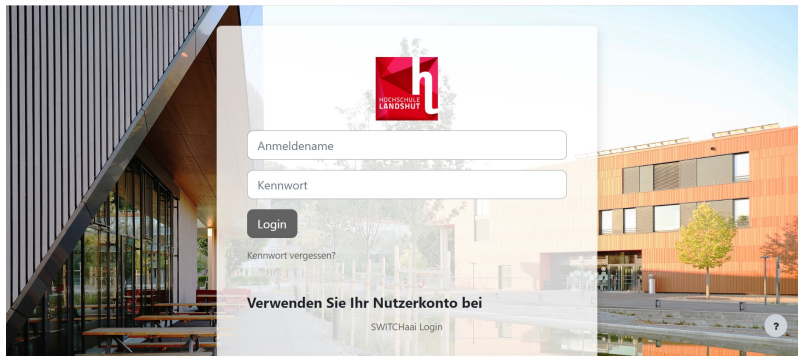 HOCHSCHULE
LANDSHUT
Anmeldename
Kennwort
Login
Kennwort vergessen?
Verwenden Sie Ihr Nutzerkonto bei
SWITCHaai Login
?